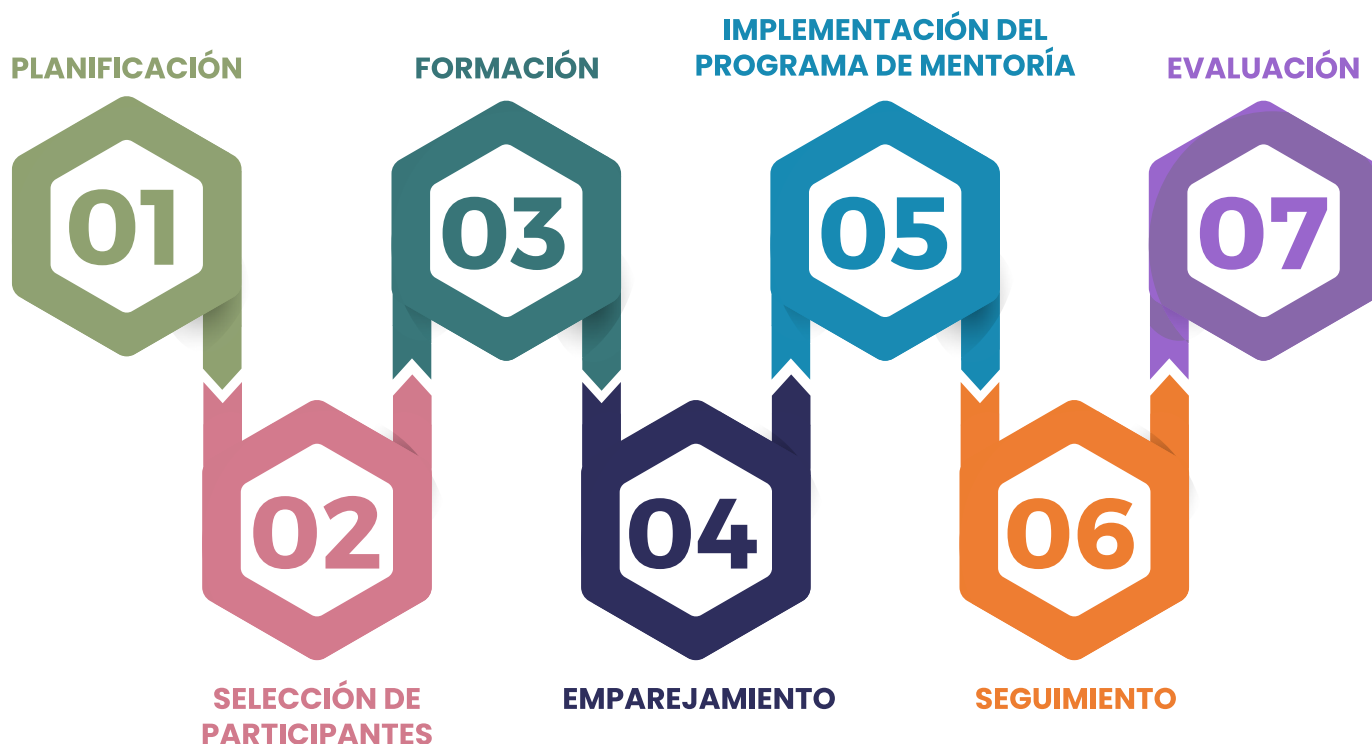 PLANIFICACIÓN
01
SELECCIÓN DE
PARTICIPANTES
02
FORMACIÓN
03
EMPAREJAMIENTO
04
IMPLEMENTACIÓN DEL
PROGRAMA DE MENTORÍA
05
SEGUIMIENTO
06
EVALUACIÓN
07